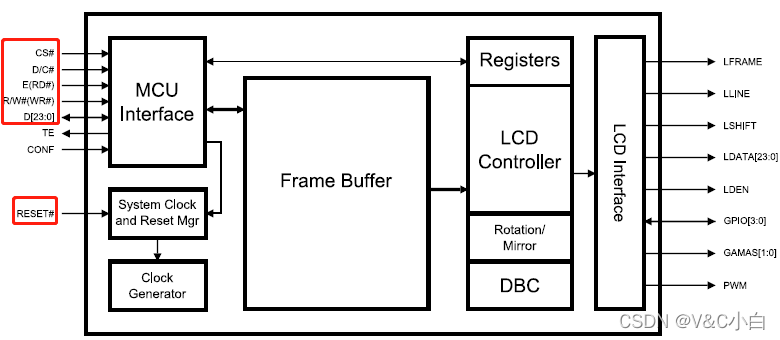 CS#
D/C#
E(RD#)
R/W#(WR#)
D[23:0]
TE
CONF
RESET#
MCU
Interface
System Clock
and Reset Mgr
Clock
Generator
Frame Buffer
Registers
LCD
Controller
Rotation/
Mirror
DBC
LCD Interface
LFRAME
LLINE
LSHIFT
LDATA[23:0]
LDEN
GPIO[3:0]
GAMAS[1:0]
PWM
CSDN @V&C小白